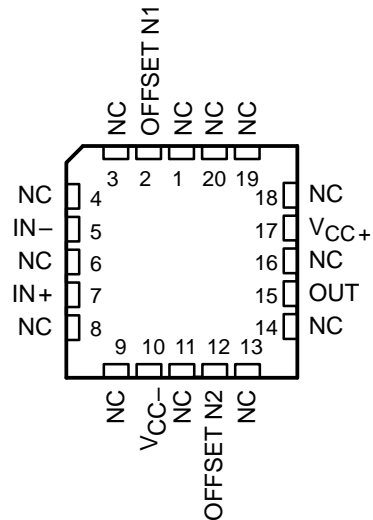 NC
OFFSET N1
NC
NC
NC
3 2 1 20 19
NC 4
IN− 5
NC 6
IN+ 7
NC 8
18 NC
17 VCC+
16 NC
15 OUT
14 NC
9 10 11 12 13
NC
VCC−
NC
OFFSET N2
NC